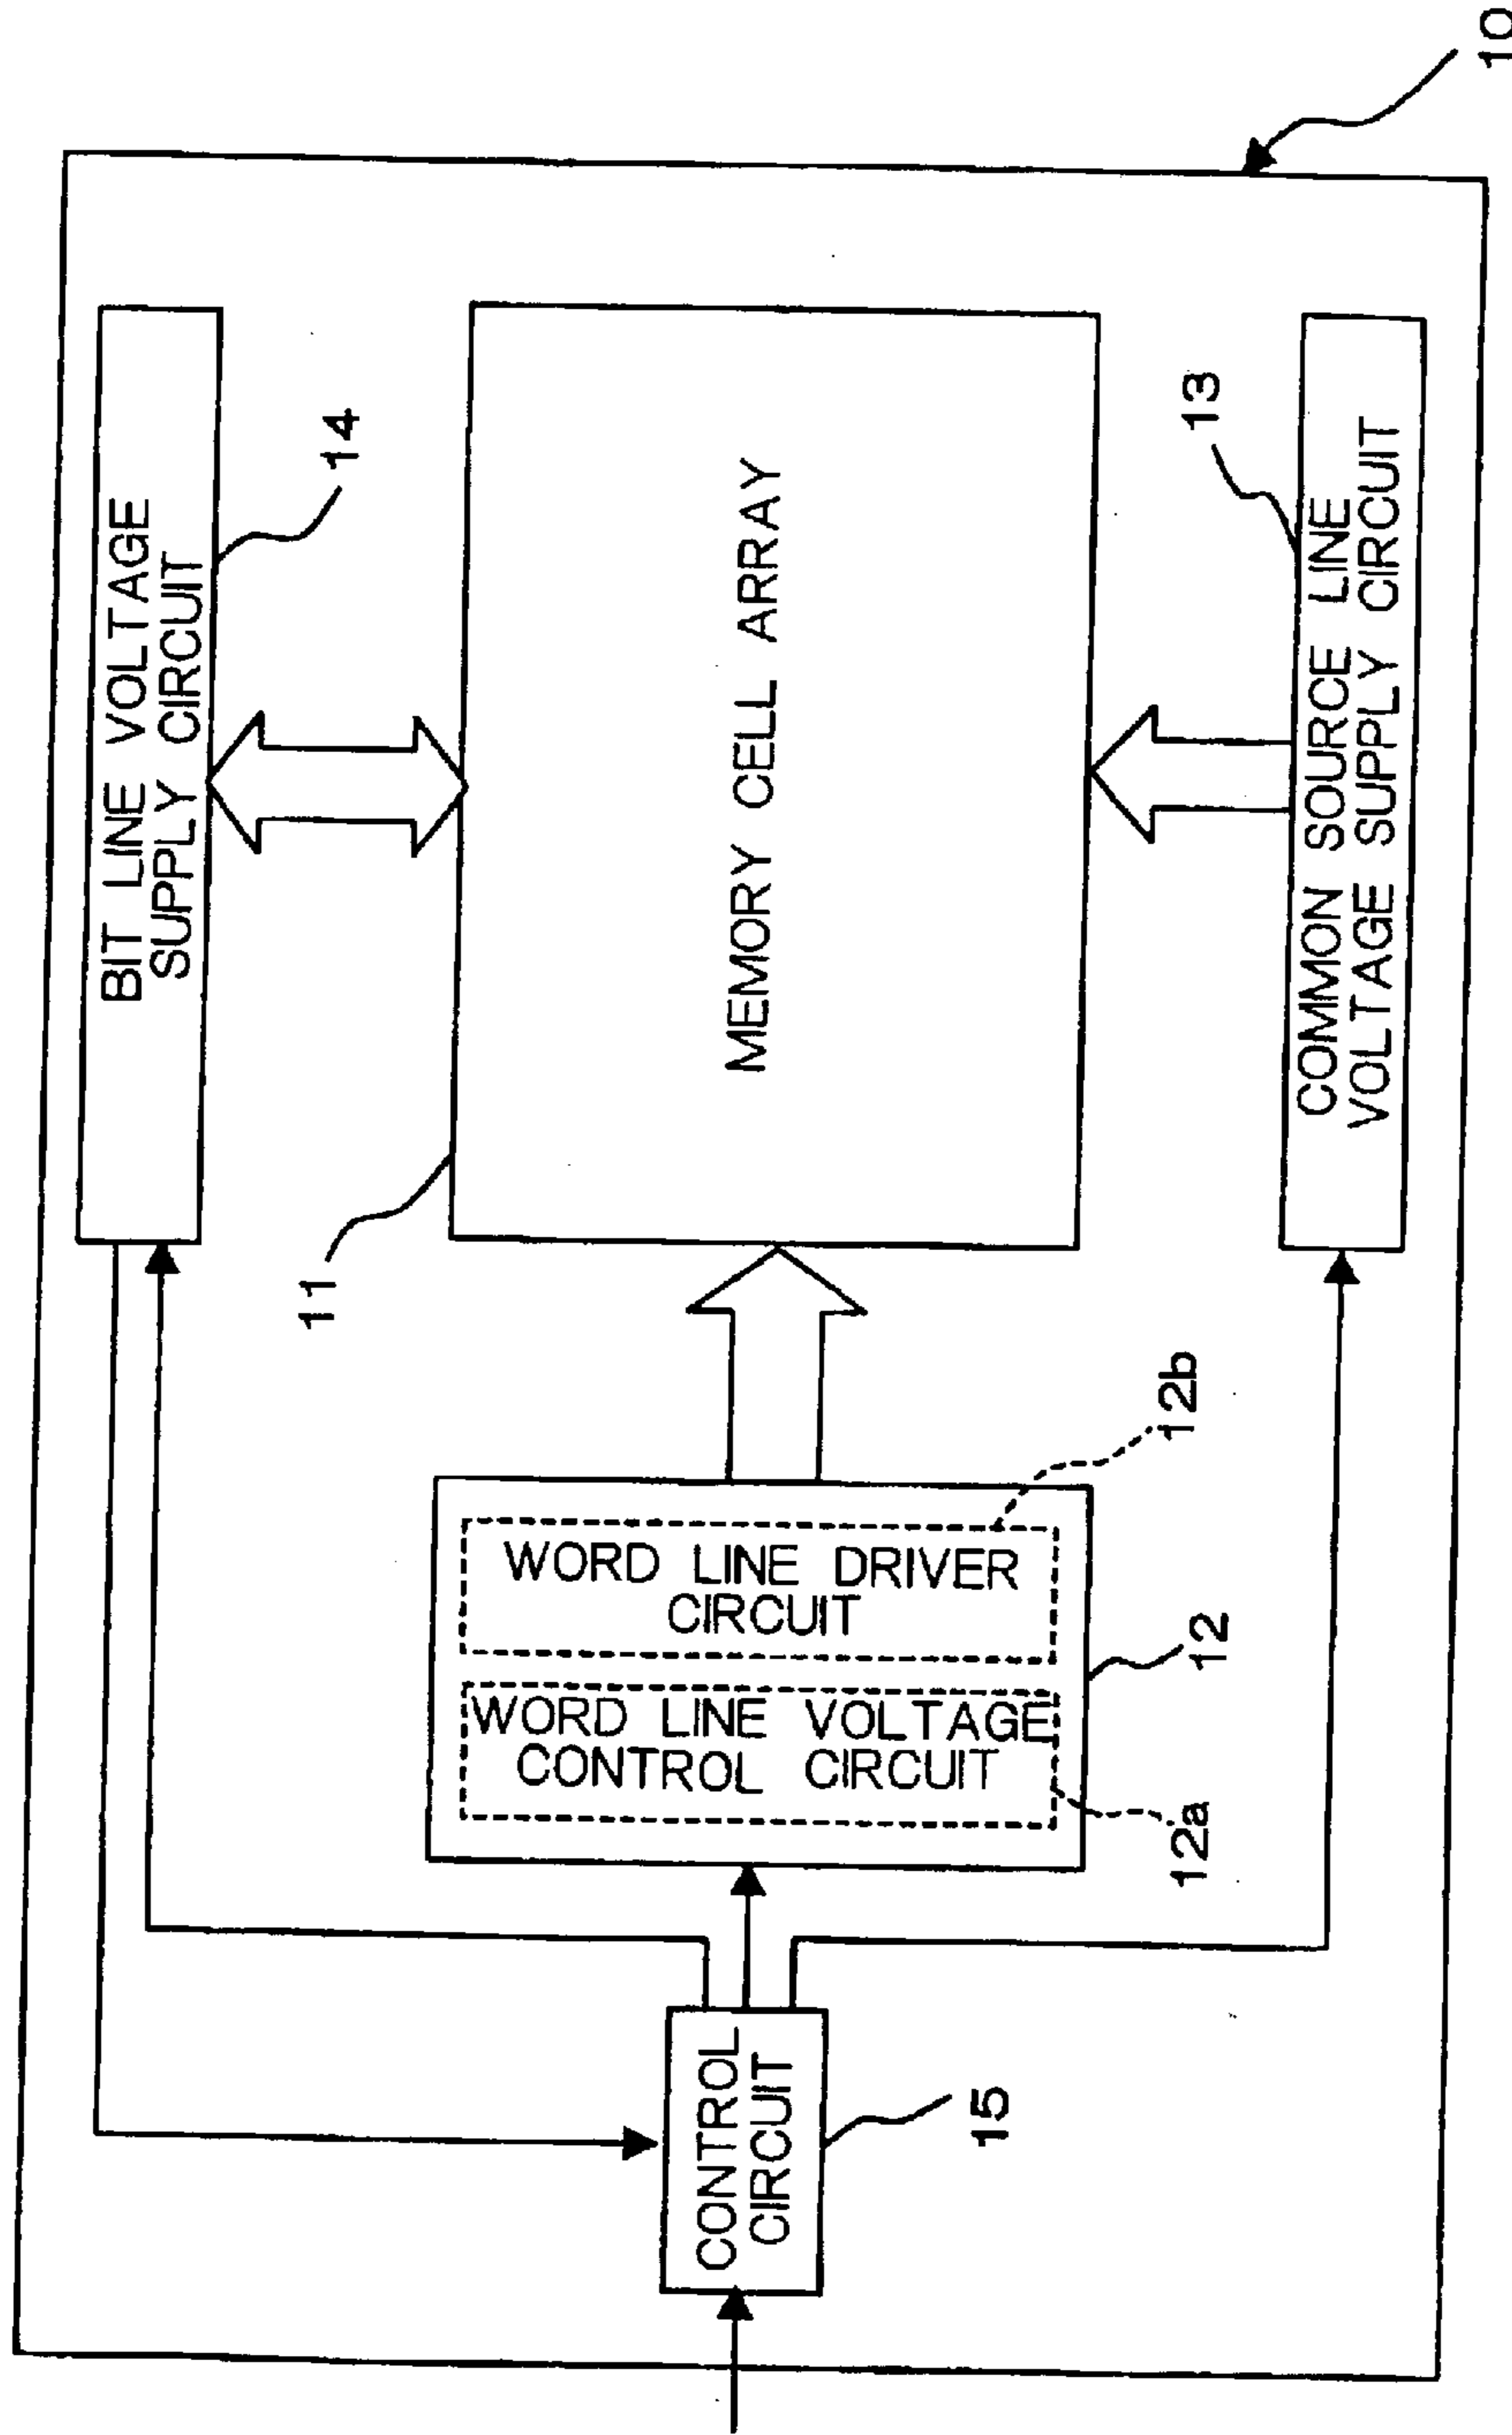 10
BIT LINE VOLTAGE
SUPPLY CIRCUIT
14
11
MEMORY CELL ARRAY
13
COMMON SOURCE LINE
VOLTAGE SUPPLY CIRCUIT
WORD LINE DRIVER
CIRCUIT
12b
WORD LINE VOLTAGE
CONTROL CIRCUIT
12a
12
CONTROL
CIRCUIT
15